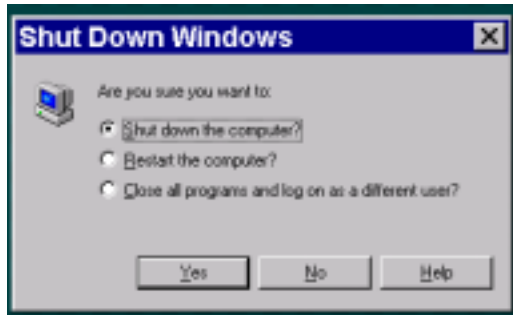 Shut Down Windows
Are you sure you want to:
Shut down the computer?
Restart the computer?
Close all programs and log on as a different user?
Yes No Help